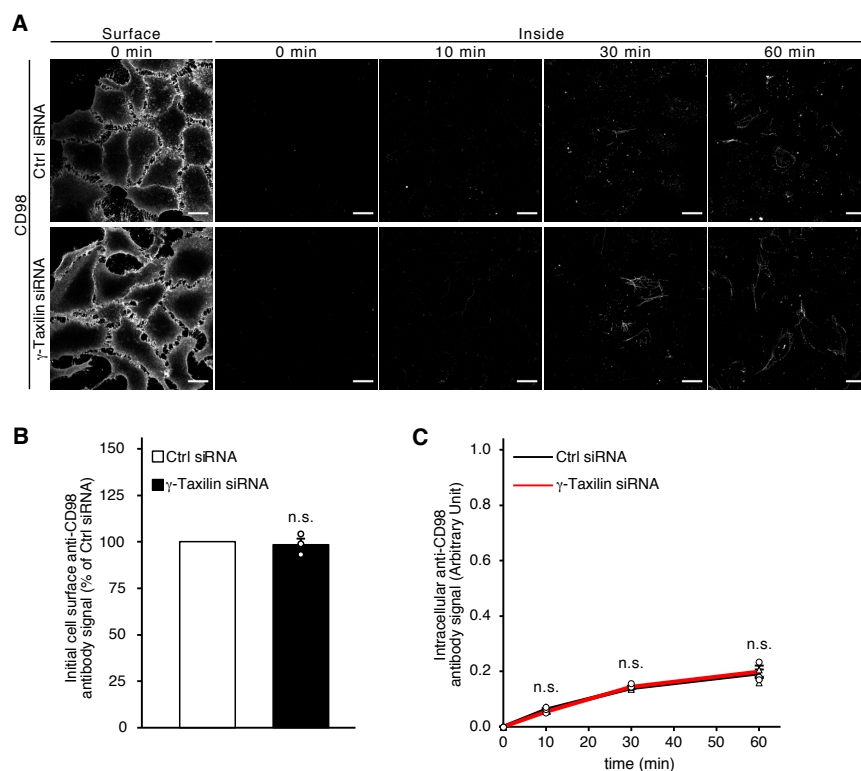 A
Surface Inside
0 min 0 min 10 min 30 min 60 min
CD98
Ctrl siRNA
γ-Taxilin siRNA
B
Initial cell surface anti-CD98
antibody signal (% of Ctrl siRNA)
150
125
100
75
50
25
0
Ctrl siRNA
γ-Taxilin siRNA
n.s.
C
Intracellular anti-CD98
antibody signal (Arbitrary Unit)
1.0
0.8
0.6
0.4
0.2
0.0
Ctrl siRNA
γ-Taxilin siRNA
n.s. n.s. n.s.
0 10 20 30 40 50 60
time (min)